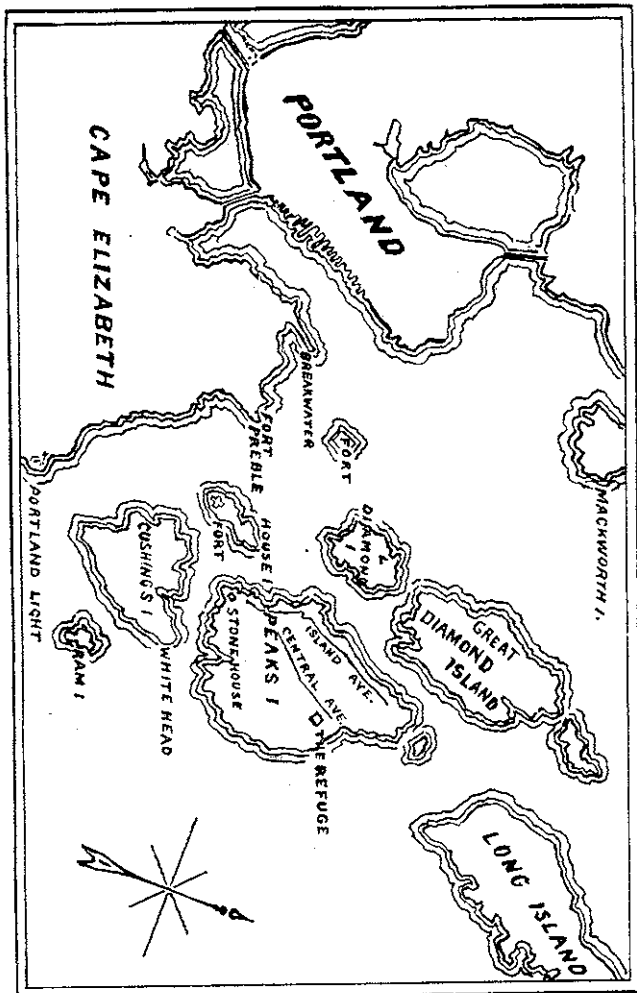 PORTLAND
CAPE ELIZABETH
MACKWORTH I.
BREAKWATER
FORT
FORT
PREBLE
HOUSE I
FORT
L
DIAMOND
I
GREAT
DIAMOND
ISLAND
LONG ISLAND
ISLAND AVE.
CENTRAL AVE.
PEAKS I
STONE HOUSE
THE REFUGE
CUSHINGS I
WHITE HEAD
RAM I
PORTLAND LIGHT